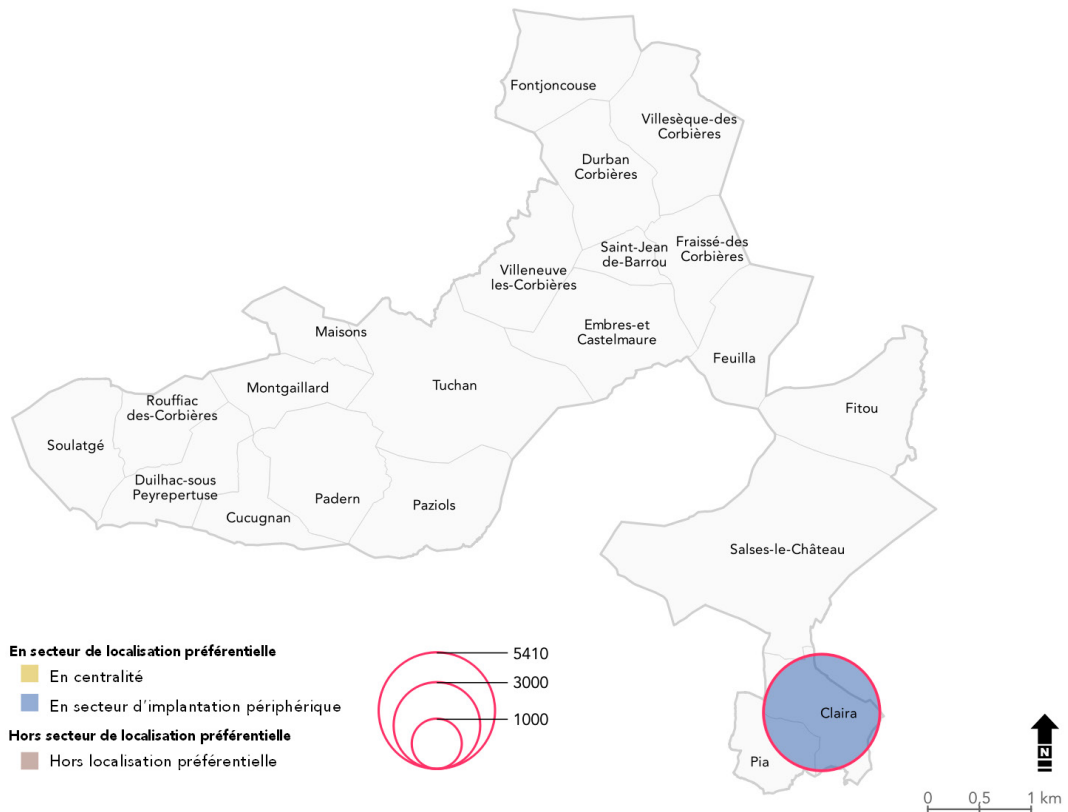 Fontjoncouse
Villesèque-des
Corbières
Durban
Corbières
Saint-Jean
de-Barrou
Fraissé-des
Corbières
Villeneuve
les-Corbières
Embres-et
Castelmaure
Maisons
Feuilla
Montgaillard
Tuchan
Rouffiac
des-Corbières
Fitou
Soulatgé
Duilhac-sous
Peyrepertuse
Padern
Paziols
Cucugnan
Salses-le-Château
En secteur de localisation préférentielle
En centralité
En secteur d'implantation périphérique
Hors secteur de localisation préférentielle
Hors localisation préférentielle
5410
3000
1000
Claira
Pia
N
0 0,5 1 km